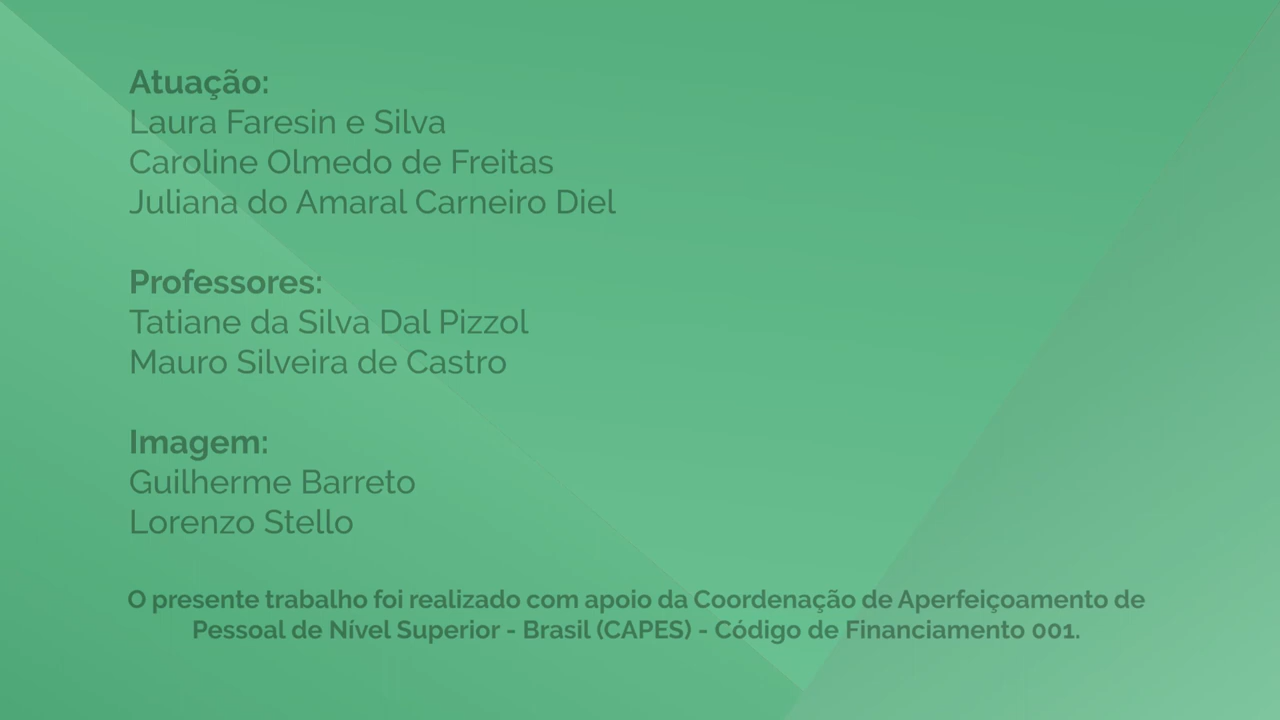 Atuação:
Laura Faresin e Silva
Caroline Olmedo de Freitas
Juliana do Amaral Carneiro Diel
Professores:
Tatiane da Silva Dal Pizzol
Mauro Silveira de Castro
Imagem:
Guilherme Barreto
Lorenzo Stello
O presente trabalho foi realizado com apoio da Coordenação de Aperfeiçoamento de
Pessoal de Nível Superior - Brasil (CAPES) - Código de Financiamento 001.